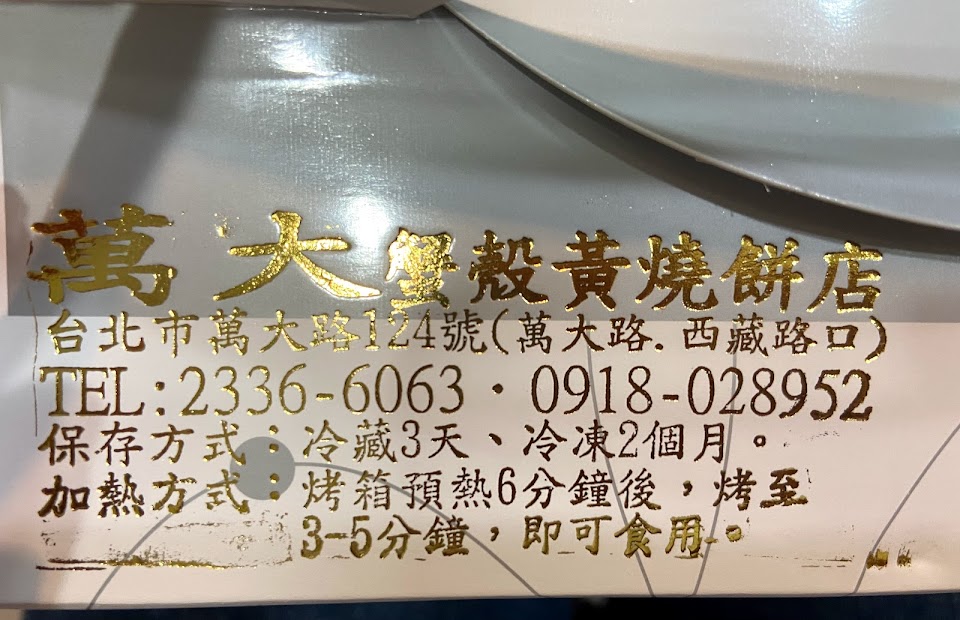 萬大蟹殼黃燒餅店
台北市萬大路124號(萬大路.西藏路口)
TEL:2336-6063·0918-028952
保存方式:冷藏3天、冷凍2個月。
加熱方式:烤箱預熱6分鐘後,烤至
3-5分鐘,即可食用。